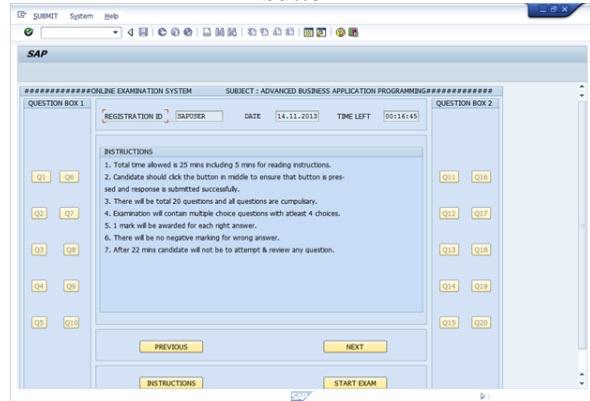 SUBMIT System Help
SAP
#############ONLINE EXAMINATION SYSTEM SUBJECT : ADVANCED BUSINESS APPLICATION PROGRAMMING#############
QUESTION BOX 1
QUESTION BOX 2
REGISTRATION ID SAPUSER DATE 14.11.2013 TIME LEFT 00:16:45
INSTRUCTIONS
1. Total time allowed is 25 mins including 5 mins for reading instructions.
2. Candidate should click the button in middle to ensure that button is pres-
sed and response is submitted successfully.
3. There will be total 20 questions and all questions are cumpulsary.
4. Examination will contain multiple choice questions with atleast 4 choices.
5. 1 mark will be awarded for each right answer.
6. There will be no negative marking for wrong answer.
7. After 22 mins candidate will not be to attempt & review any question.
Q1 Q6 Q11 Q16
Q2 Q7 Q12 Q17
Q3 Q8 Q13 Q18
Q4 Q9 Q14 Q19
Q5 Q10 Q15 Q20
PREVIOUS NEXT
INSTRUCTIONS START EXAM
SAP